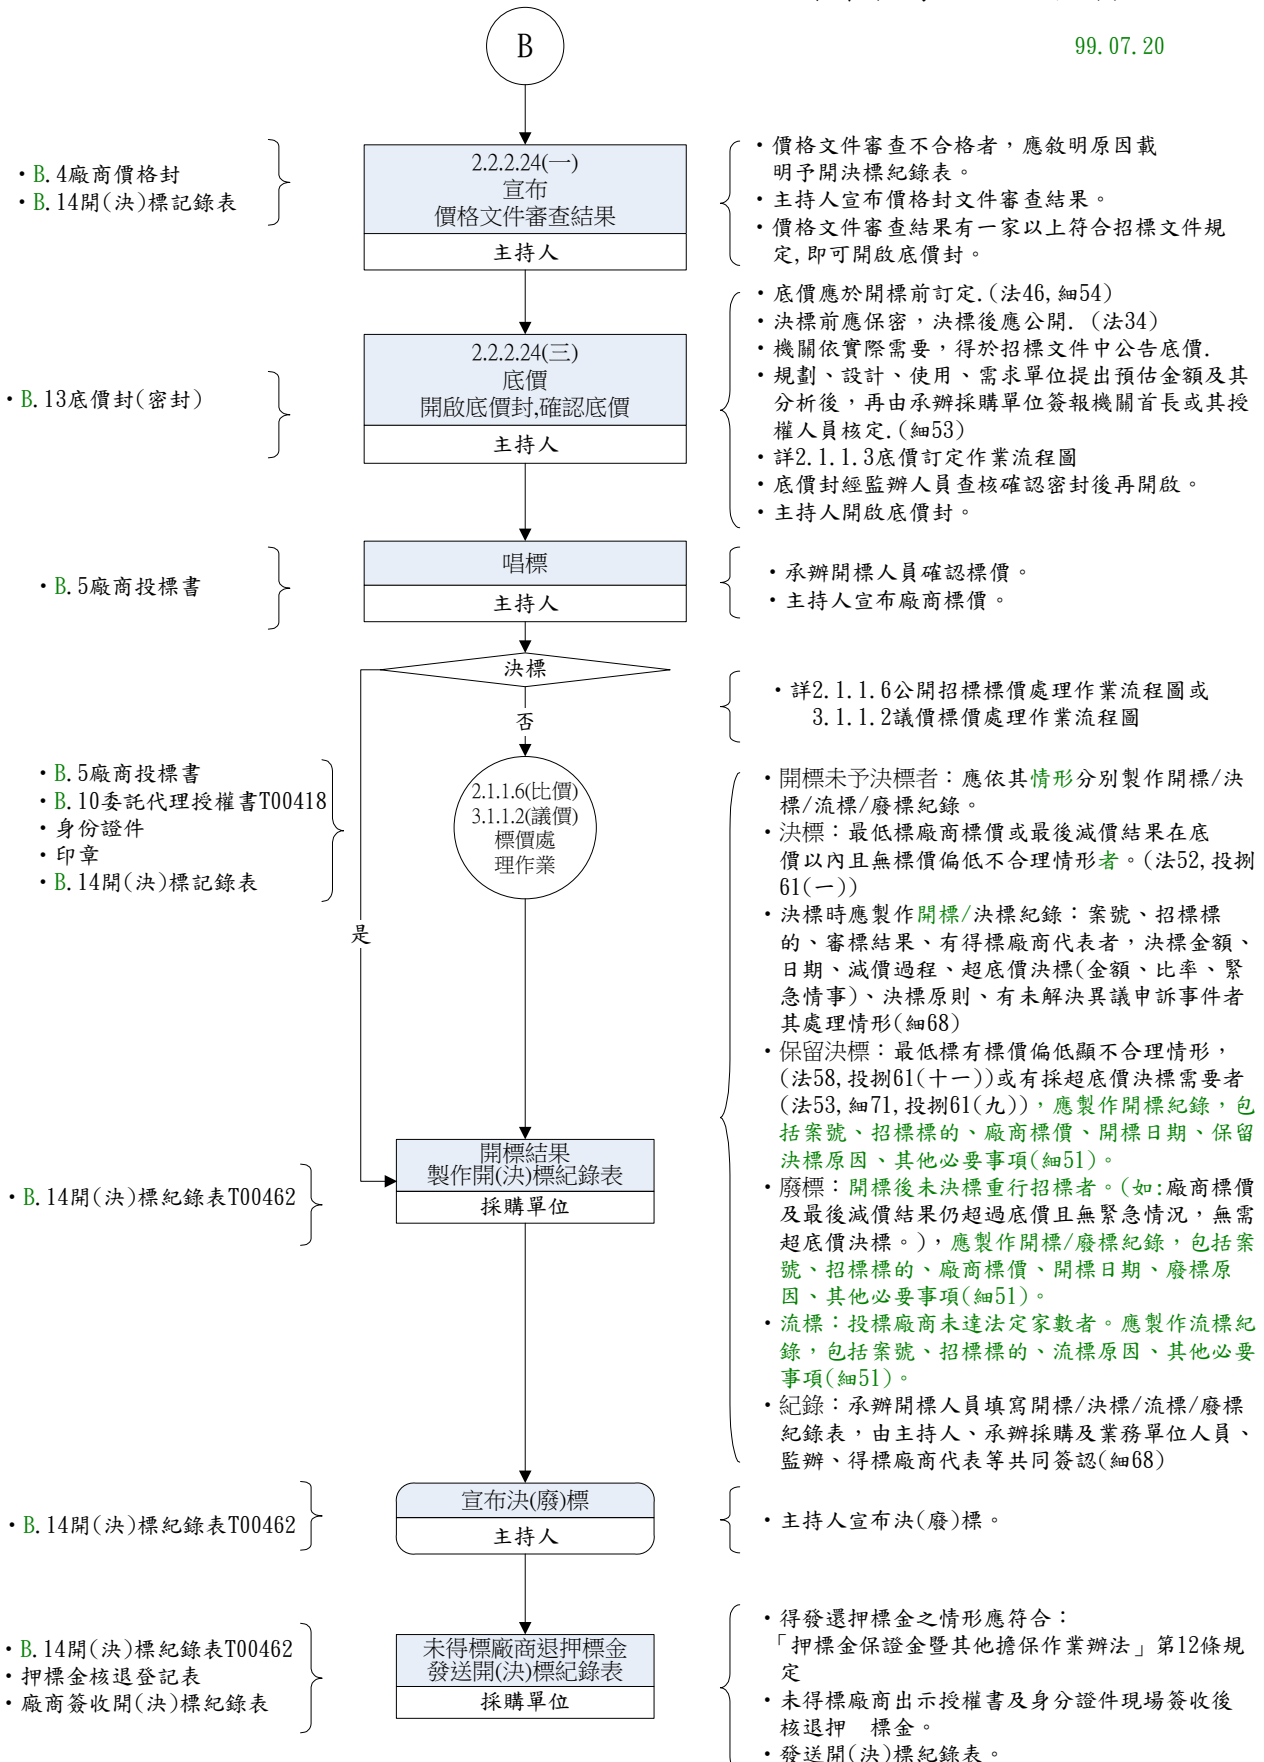 99.07.20
B
・B.4廠商價格封
・B.14開(決)標記錄表
2.2.2.24(一)
宣布
價格文件審查結果
主持人
・價格文件審查不合格者，應敘明原因載
明予開決標紀錄表。
・主持人宣布價格封文件審查結果。
・價格文件審查結果有一家以上符合招標文件規
定,即可開啟底價封。
・B.13底價封(密封)
2.2.2.24(三)
底價
開啟底價封,確認底價
主持人
・底價應於開標前訂定.(法46,細54)
・決標前應保密，決標後應公開. (法34)
・機關依實際需要，得於招標文件中公告底價.
・規劃、設計、使用、需求單位提出預估金額及其
分析後，再由承辦採購單位簽報機關首長或其授
權人員核定.(細53)
・詳2.1.1.3底價訂定作業流程圖
・底價封經監辦人員查核確認密封後再開啟。
・主持人開啟底價封。
・B.5廠商投標書
唱標
主持人
・承辦開標人員確認標價。
・主持人宣布廠商標價。
決標
否
是
・詳2.1.1.6公開招標標價處理作業流程圖或
3.1.1.2議價標價處理作業流程圖
・B.5廠商投標書
・B.10委託代理授權書T00418
・身份證件
・印章
・B.14開(決)標記錄表
2.1.1.6(比價)
3.1.1.2(議價)
標價處
理作業
・開標未予決標者：應依其情形分別製作開標/決
標/流標/廢標紀錄。
・決標：最低標廠商標價或最後減價結果在底
價以內且無標價偏低不合理情形者。(法52,投捌
61(一))
・決標時應製作開標/決標紀錄：案號、招標標
的、審標結果、有得標廠商代表者，決標金額、
日期、減價過程、超底價決標(金額、比率、緊
急情事)、決標原則、有未解決異議申訴事件者
其處理情形(細68)
・保留決標：最低標有標價偏低顯不合理情形，
(法58,投捌61(十一))或有採超底價決標需要者
(法53,細71,投捌61(九))，應製作開標紀錄，包
括案號、招標標的、廠商標價、開標日期、保留
決標原因、其他必要事項(細51)。
・廢標：開標後未決標重行招標者。(如:廠商標價
及最後減價結果仍超過底價且無緊急情況，無需
超底價決標。)，應製作開標/廢標紀錄，包括案
號、招標標的、廠商標價、開標日期、廢標原
因、其他必要事項(細51)。
・流標：投標廠商未達法定家數者。應製作流標紀
錄，包括案號、招標標的、流標原因、其他必要
事項(細51)。
・紀錄：承辦開標人員填寫開標/決標/流標/廢標
紀錄表，由主持人、承辦採購及業務單位人員、
監辦、得標廠商代表等共同簽認(細68)
・B.14開(決)標紀錄表T00462
開標結果
製作開(決)標紀錄表
採購單位
・B.14開(決)標紀錄表T00462
宣布決(廢)標
主持人
・主持人宣布決(廢)標。
・B.14開(決)標紀錄表T00462
・押標金核退登記表
・廠商簽收開(決)標紀錄表
未得標廠商退押標金
發送開(決)標紀錄表
採購單位
・得發還押標金之情形應符合：
「押標金保證金暨其他擔保作業辦法」第12條規
定
・未得標廠商出示授權書及身分證件現場簽收後
核退押　標金。
・發送開(決)標紀錄表。